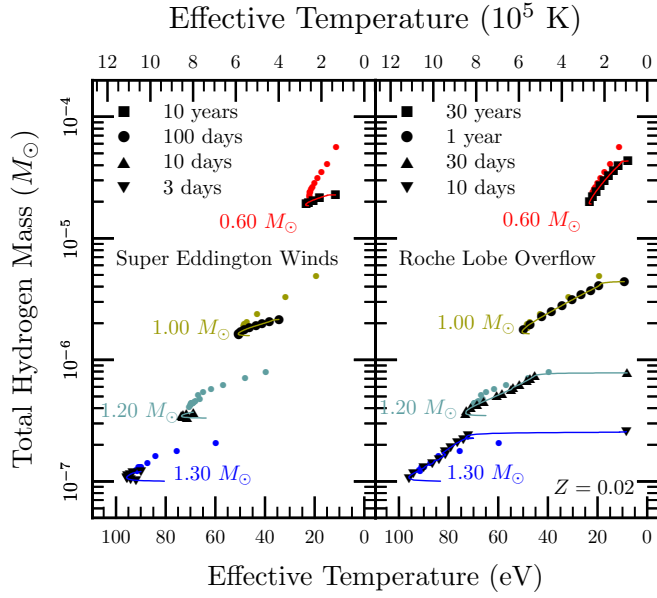 Effective Temperature (10⁵ K)
12 10 8 6 4 2 0
12 10 8 6 4 2 0
10 years
100 days
10 days
3 days
30 years
1 year
30 days
10 days
Total Hydrogen Mass (M⊙)
10⁻⁴
10⁻⁵
10⁻⁶
10⁻⁷
0.60 M⊙
0.60 M⊙
Super Eddington Winds
Roche Lobe Overflow
1.00 M⊙
1.00 M⊙
1.20 M⊙
1.20 M⊙
1.30 M⊙
1.30 M⊙
Z = 0.02
100 80 60 40 20 0
100 80 60 40 20 0
Effective Temperature (eV)